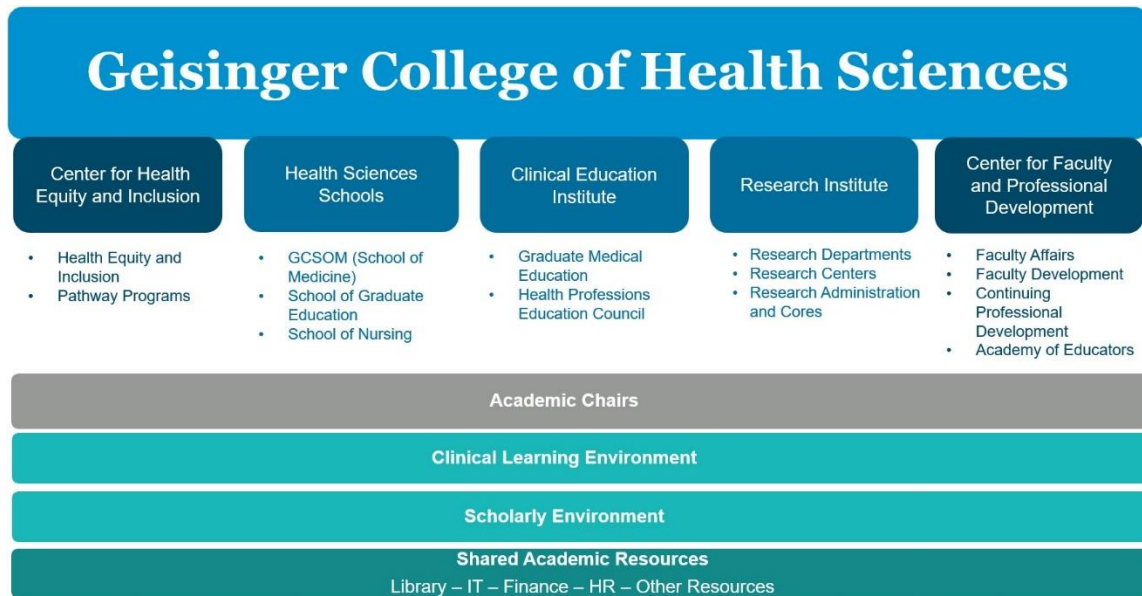 Geisinger College of Health Sciences
Center for Health
Equity and Inclusion
• Health Equity and
Inclusion
• Pathway Programs
Health Sciences
Schools
• GCSOM (School of
Medicine)
• School of Graduate
Education
• School of Nursing
Clinical Education
Institute
• Graduate Medical
Education
• Health Professions
Education Council
Research Institute
• Research Departments
• Research Centers
• Research Administration
and Cores
Center for Faculty
and Professional
Development
• Faculty Affairs
• Faculty Development
• Continuing
Professional
Development
• Academy of Educators
Academic Chairs
Clinical Learning Environment
Scholarly Environment
Shared Academic Resources
Library – IT – Finance – HR – Other Resources